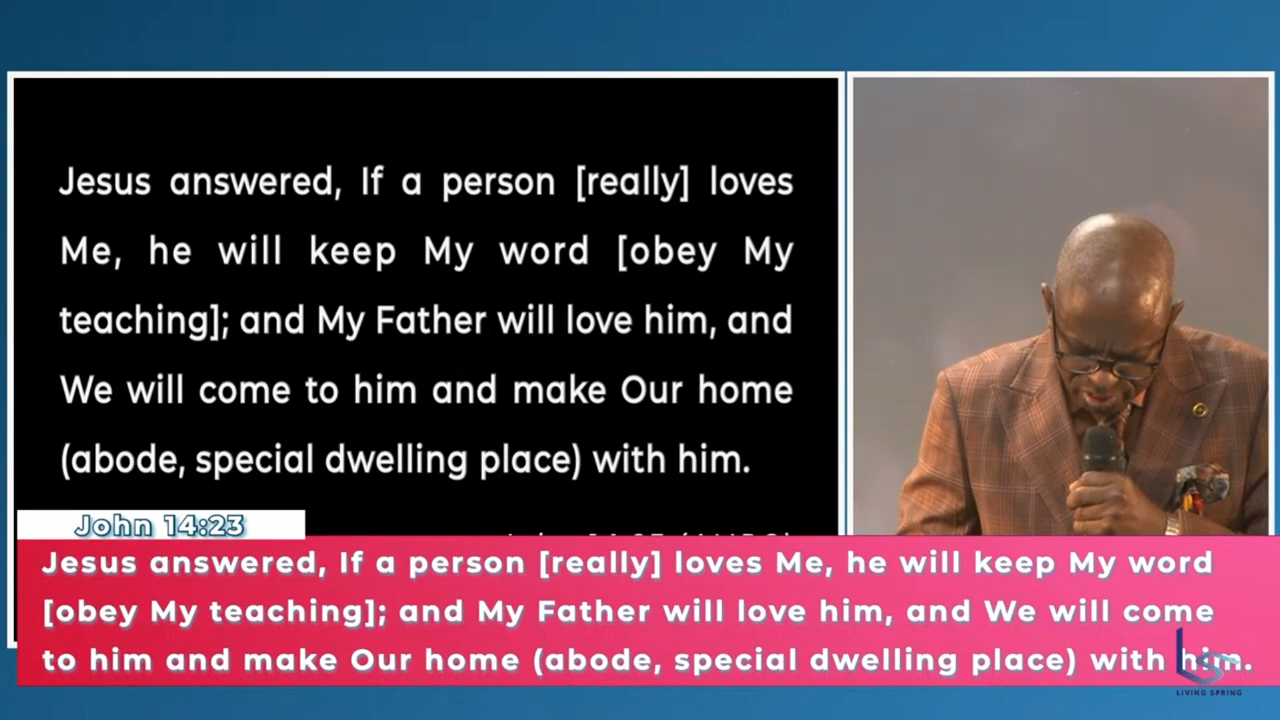 Jesus answered, If a person [really] loves
Me, he will keep My word [obey My
teaching]; and My Father will love him, and
We will come to him and make Our home
(abode, special dwelling place) with him.
John 14:23
Jesus answered, If a person [really] loves Me, he will keep My word
[obey My teaching]; and My Father will love him, and We will come
to him and make Our home (abode, special dwelling place) with him.
LS
LIVING SPRING